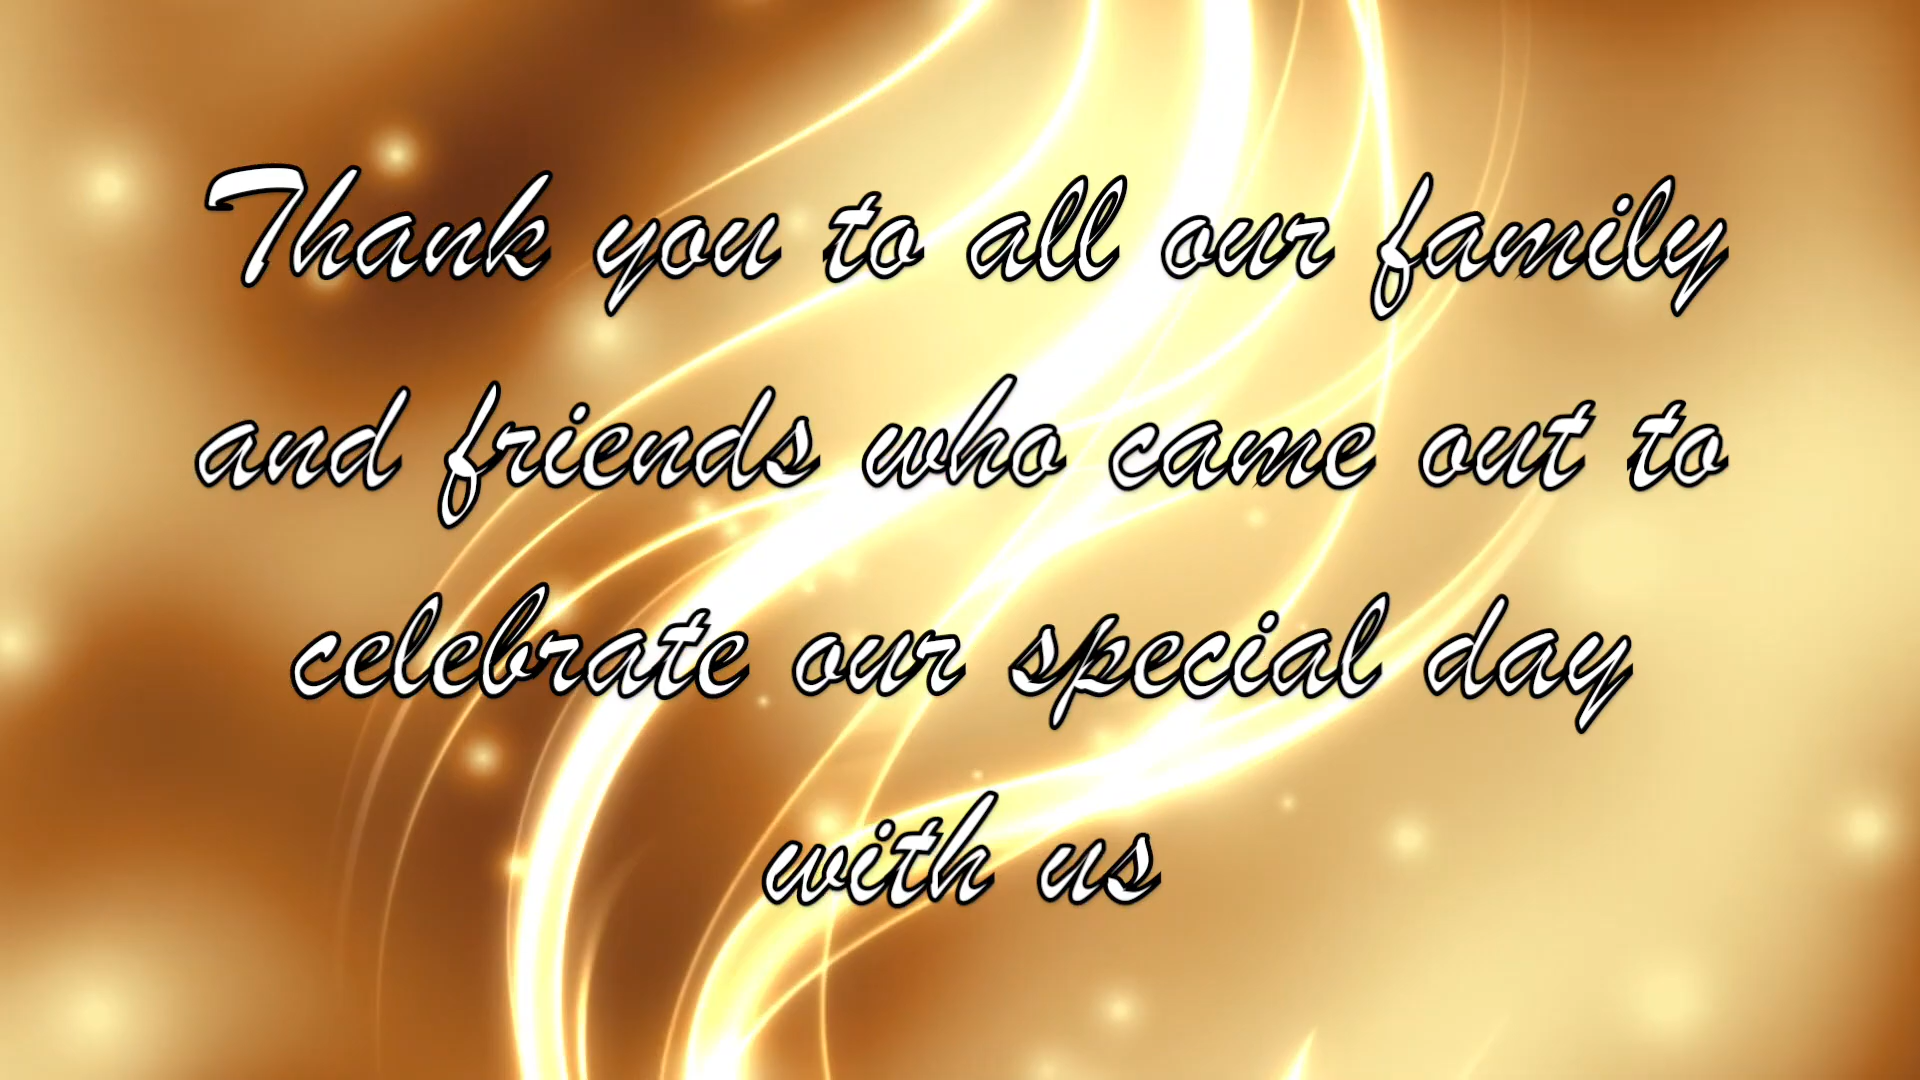 Thank you to all our family
and friends who came out to
celebrate our special day
with us